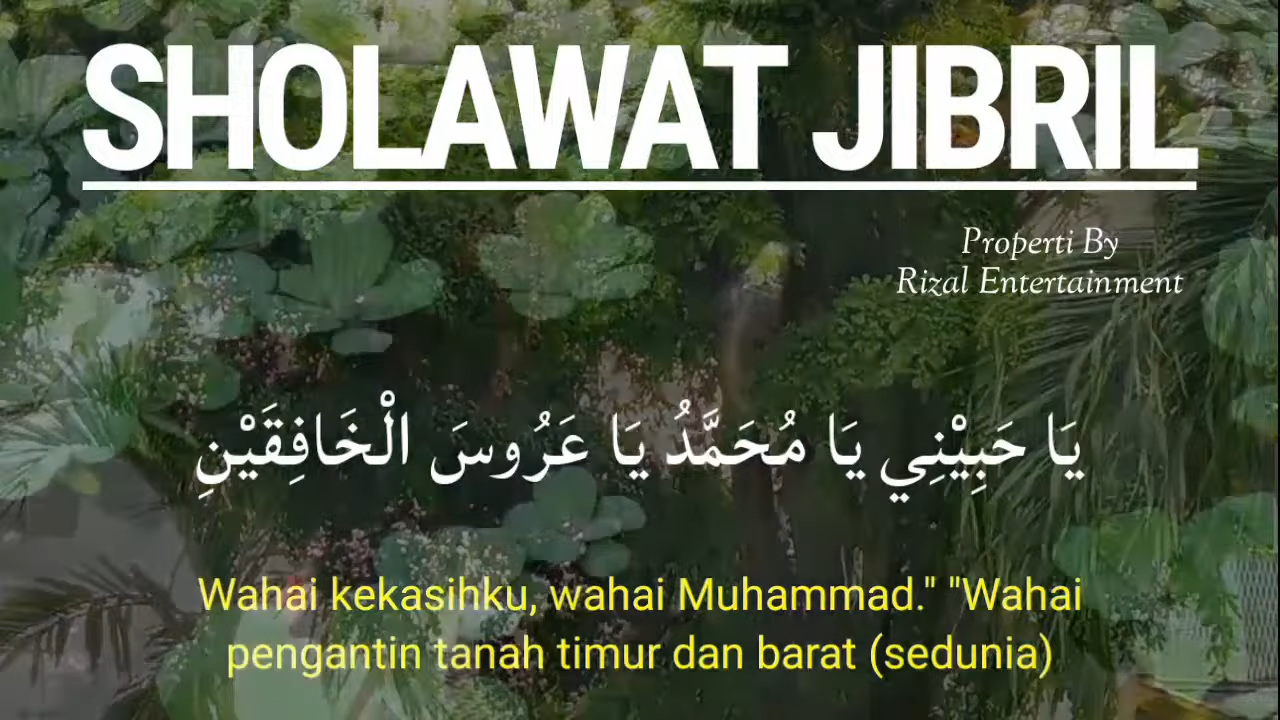 SHOLAWAT JIBRIL
Properti By
Rizal Entertainment
يَا حَبِيْنِي يَا مُحَمَّدُ يَا عَرُوسَ الْخَافِقَيْنِ
Wahai kekasihku, wahai Muhammad." "Wahai
pengantin tanah timur dan barat (sedunia)